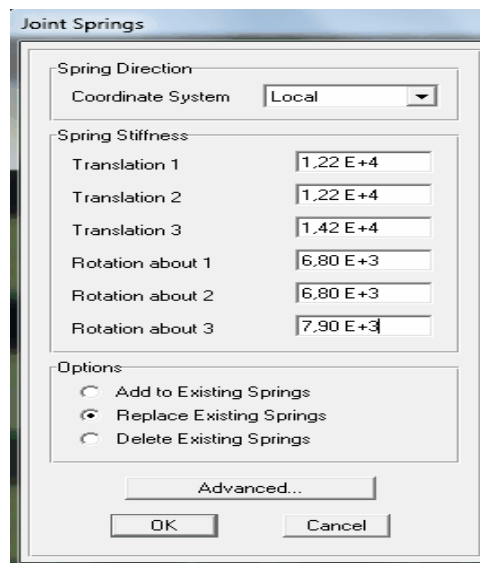 Joint Springs
Spring Direction
Coordinate System Local
Spring Stiffness
Translation 1 1,22 E+4
Translation 2 1,22 E+4
Translation 3 1,42 E+4
Rotation about 1 6,80 E+3
Rotation about 2 6,80 E+3
Rotation about 3 7,90 E+3
Options
Add to Existing Springs
Replace Existing Springs
Delete Existing Springs
Advanced...
OK Cancel